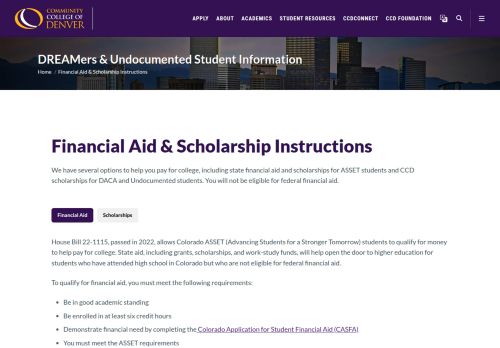 COMMUNITY
COLLEGE OF
DENVER
APPLY ABOUT ACADEMICS STUDENT RESOURCES CCDCONNECT CCD FOUNDATION
DREAMers & Undocumented Student Information
Home / Financial Aid & Scholarship Instructions
Financial Aid & Scholarship Instructions
We have several options to help you pay for college, including state financial aid and scholarships for ASSET students and CCD
scholarships for DACA and Undocumented students. You will not be eligible for federal financial aid.
Financial Aid Scholarships
House Bill 22-1115, passed in 2022, allows Colorado ASSET (Advancing Students for a Stronger Tomorrow) students to qualify for money
to help pay for college. State aid, including grants, scholarships, and work-study funds, will help open the door to higher education for
students who have attended high school in Colorado but who are not eligible for federal financial aid.
To qualify for financial aid, you must meet the following requirements:
• Be in good academic standing
• Be enrolled in at least six credit hours
• Demonstrate financial need by completing the Colorado Application for Student Financial Aid (CASFA)
• You must meet the ASSET requirements